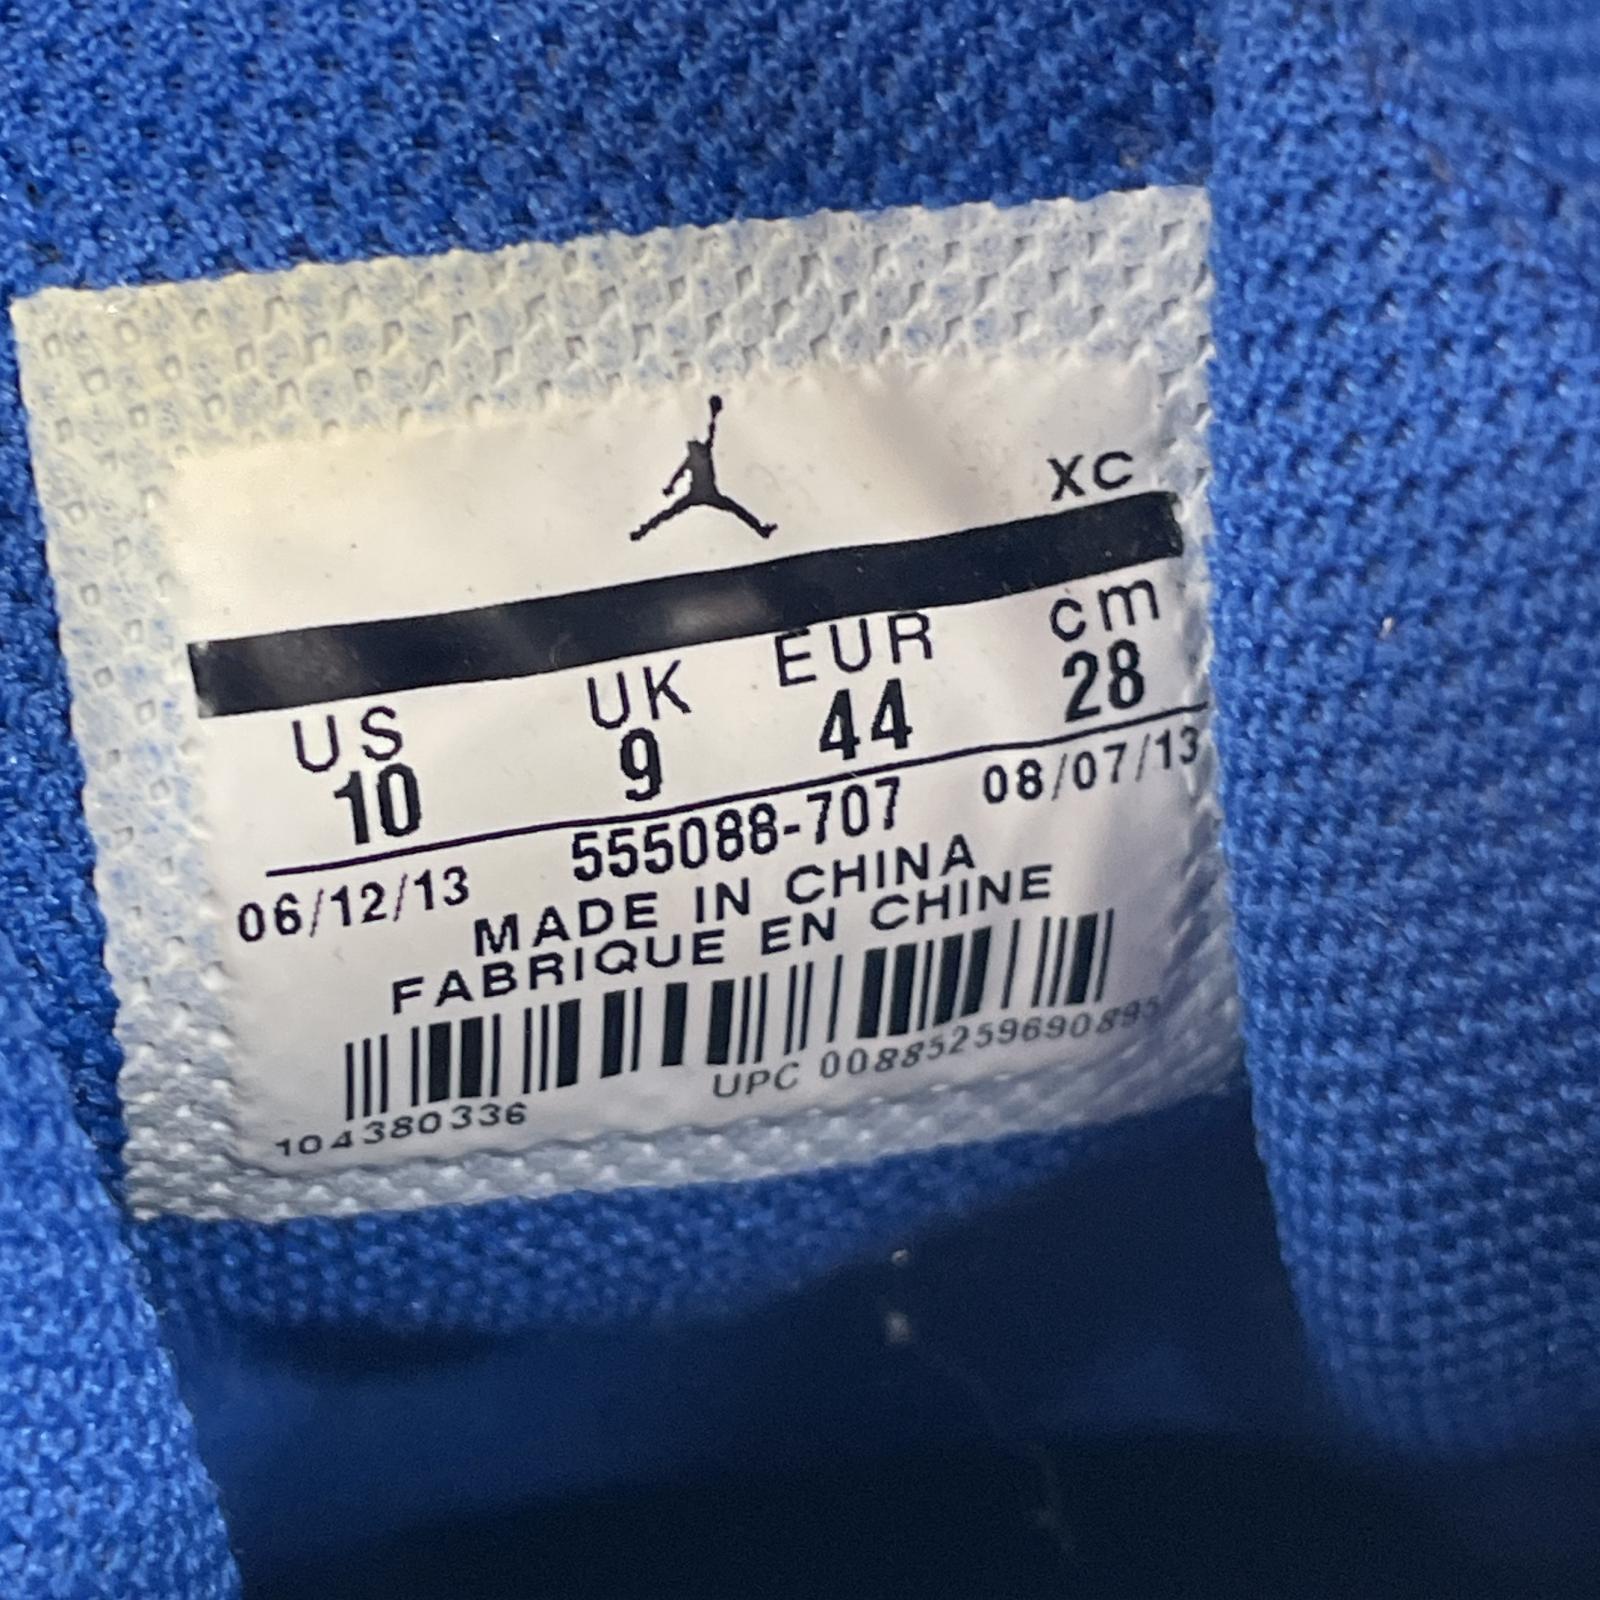 XC
US UK EUR cm
10 9 44 28
06/12/13 555088-707 08/07/13
MADE IN CHINA
FABRIQUE EN CHINE
104380336 UPC 00885259690895